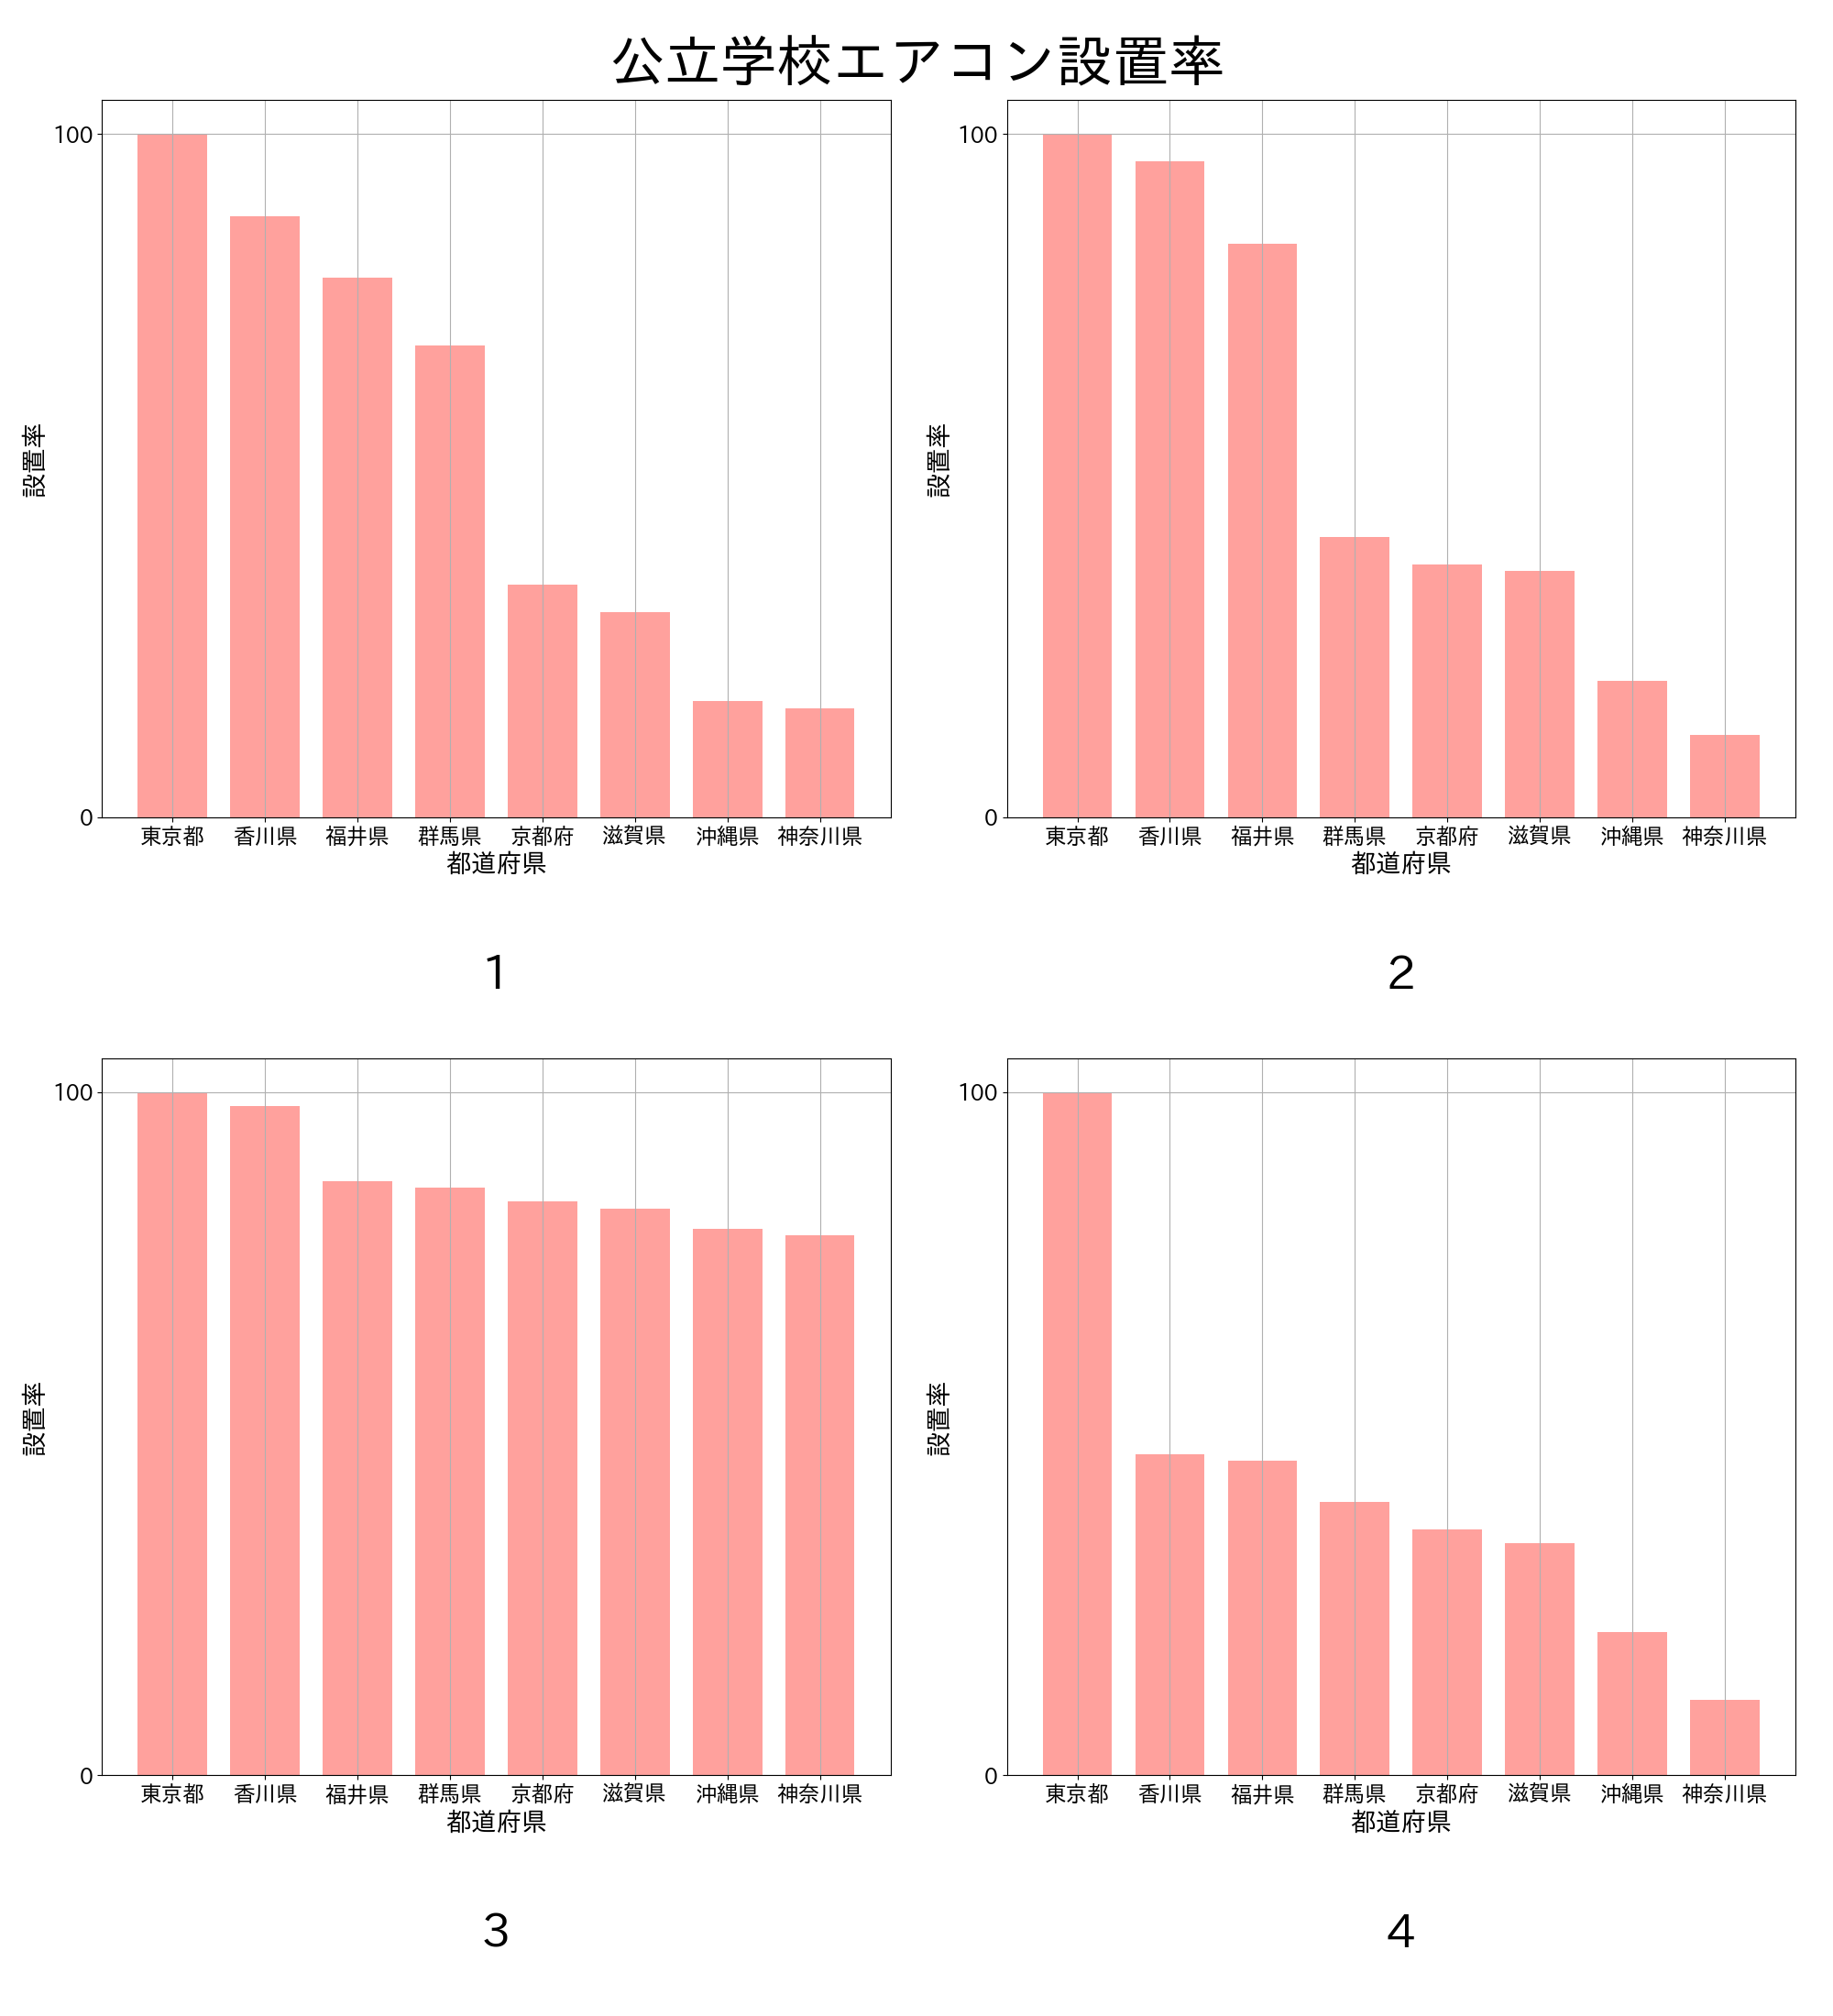 公立学校エアコン設置率
100
設置率
0
東京都 香川県 福井県 群馬県 京都府 滋賀県 沖縄県 神奈川県
都道府県
1
100
設置率
0
東京都 香川県 福井県 群馬県 京都府 滋賀県 沖縄県 神奈川県
都道府県
2
100
設置率
0
東京都 香川県 福井県 群馬県 京都府 滋賀県 沖縄県 神奈川県
都道府県
3
100
設置率
0
東京都 香川県 福井県 群馬県 京都府 滋賀県 沖縄県 神奈川県
都道府県
4